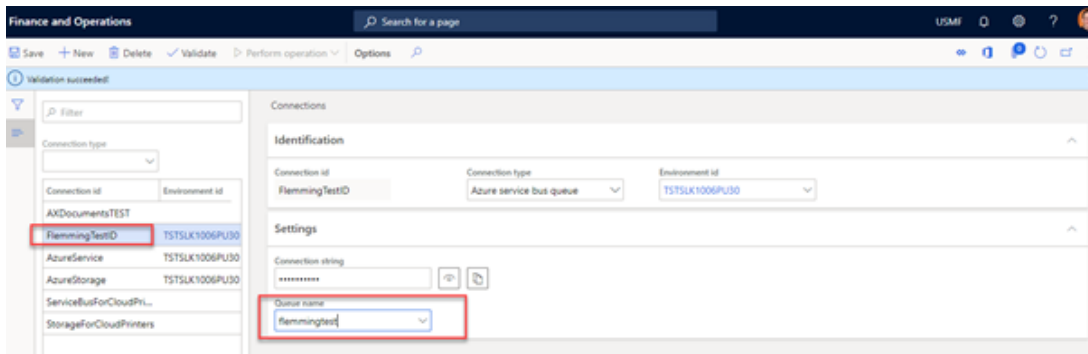 Finance and Operations
Search for a page
USMF
Save
New
Delete
Validate
Perform operation
Options
Validation succeeded!
Filter
Connection type
Connection id Environment id
AXDocumentsTEST
FlemmingTestID TSTSLK1006PU30
AzureService TSTSLK1006PU30
AzureStorage TSTSLK1006PU30
ServiceBusForCloudPri...
StorageForCloudPrinters
Connections
Identification
Connection id Connection type Environment id
FlemmingTestID Azure service bus queue TSTSLK1006PU30
Settings
Connection string
•••••••••••
Queue name
flemmingtest